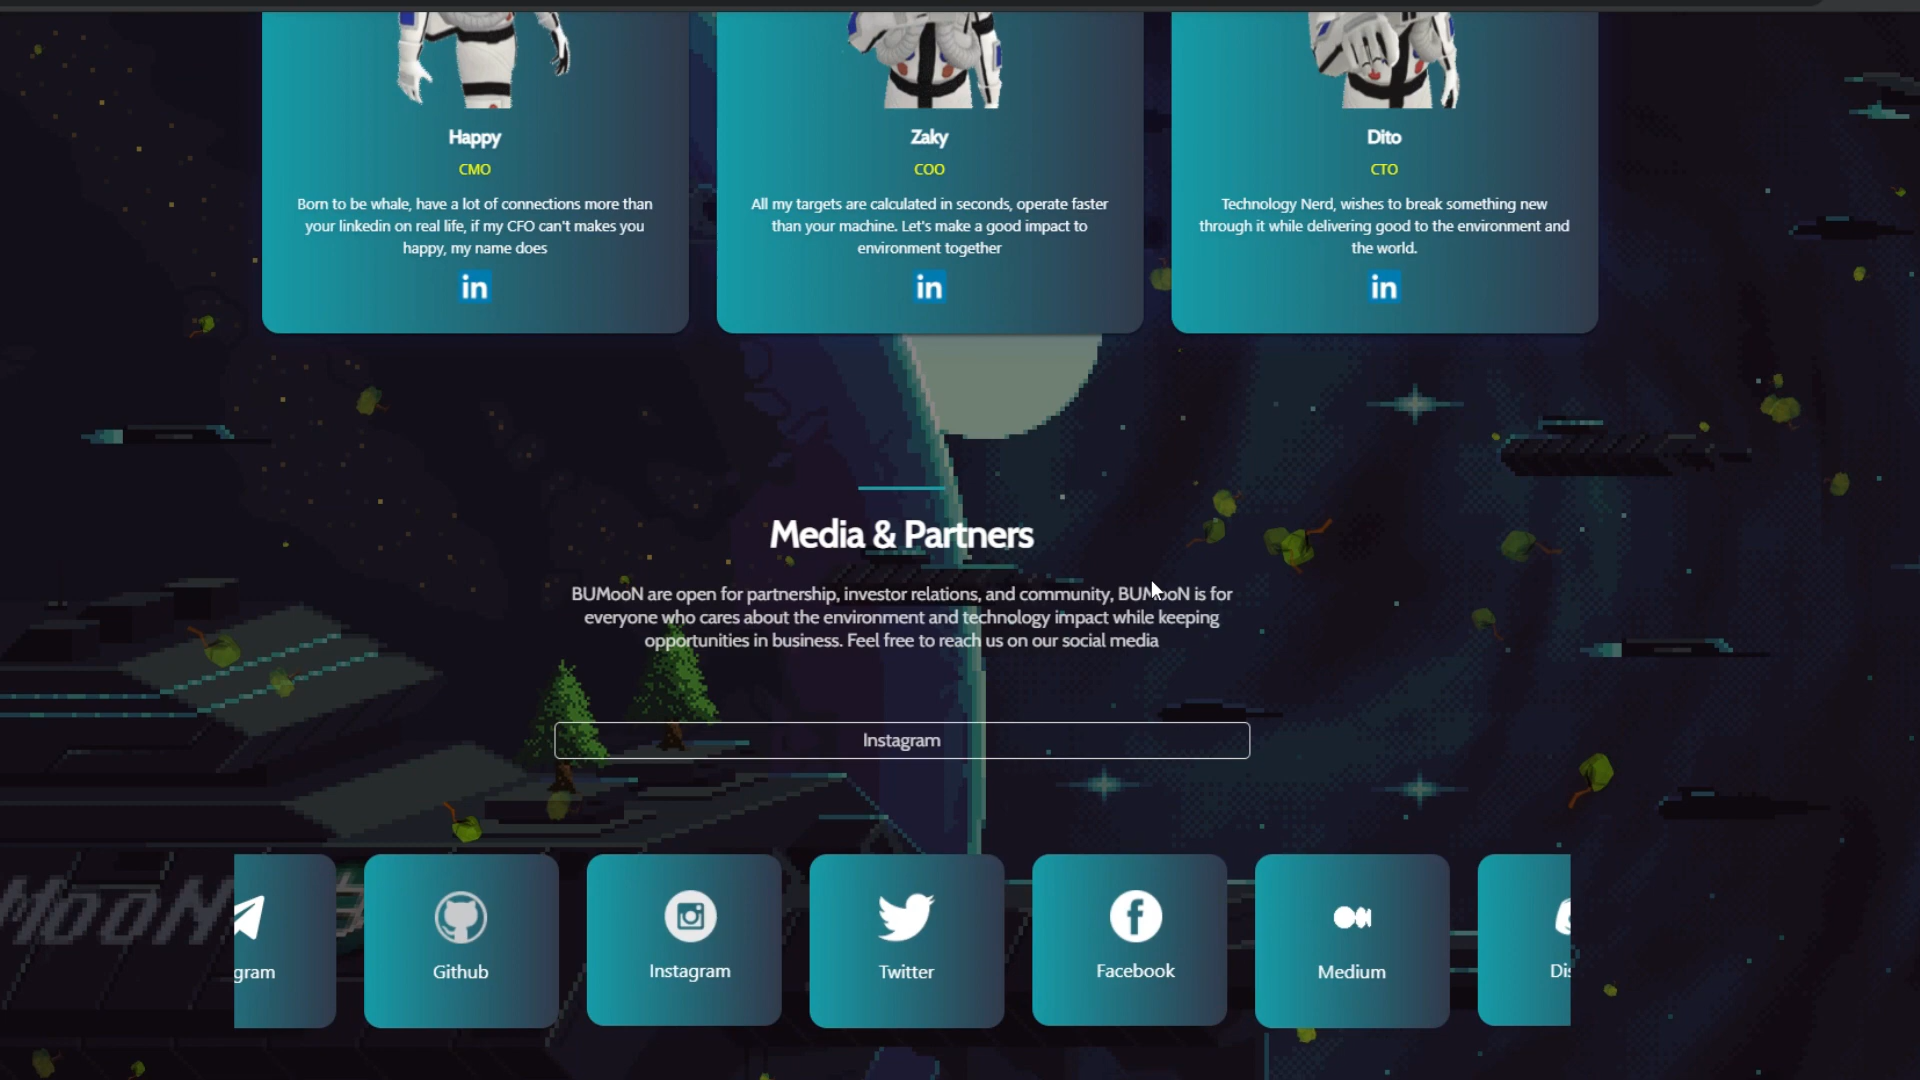 Happy
CMO
Born to be whale, have a lot of connections more than
your linkedin on real life, if my CFO can't makes you
happy, my name does
in
Zaky
COO
All my targets are calculated in seconds, operate faster
than your machine. Let's make a good impact to
environment together
in
Dito
CTO
Technology Nerd, wishes to break something new
through it while delivering good to the environment and
the world.
in
Media & Partners
BUMooN are open for partnership, investor relations, and community, BUMooN is for
everyone who cares about the environment and technology impact while keeping
opportunities in business. Feel free to reach us on our social media
Instagram
MooN
gram
Github
Instagram
Twitter
Facebook
Medium
Dis